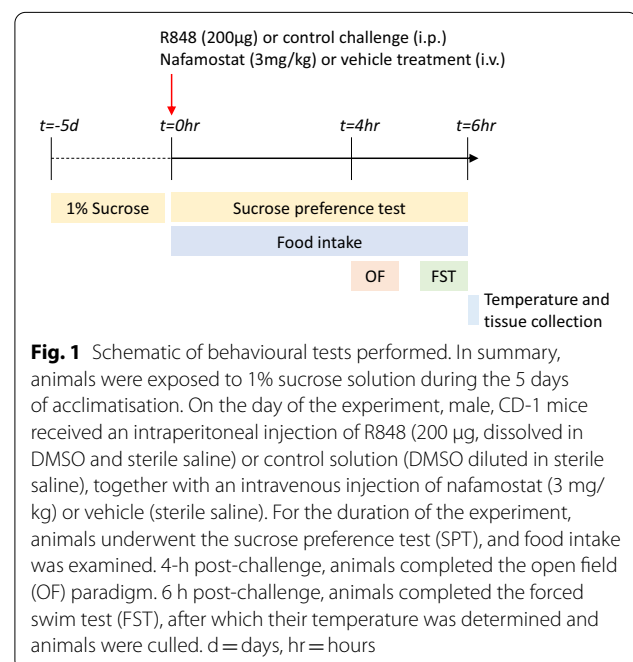 R848 (200µg) or control challenge (i.p.)
Nafamostat (3mg/kg) or vehicle treatment (i.v.)
t=-5d
t=0hr
t=4hr
t=6hr
1% Sucrose
Sucrose preference test
Food intake
OF
FST
Temperature and
tissue collection
Fig. 1 Schematic of behavioural tests performed. In summary,
animals were exposed to 1% sucrose solution during the 5 days
of acclimatisation. On the day of the experiment, male, CD-1 mice
received an intraperitoneal injection of R848 (200 µg, dissolved in
DMSO and sterile saline) or control solution (DMSO diluted in sterile
saline), together with an intravenous injection of nafamostat (3 mg/
kg) or vehicle (sterile saline). For the duration of the experiment,
animals underwent the sucrose preference test (SPT), and food intake
was examined. 4-h post-challenge, animals completed the open field
(OF) paradigm. 6 h post-challenge, animals completed the forced
swim test (FST), after which their temperature was determined and
animals were culled. d = days, hr = hours